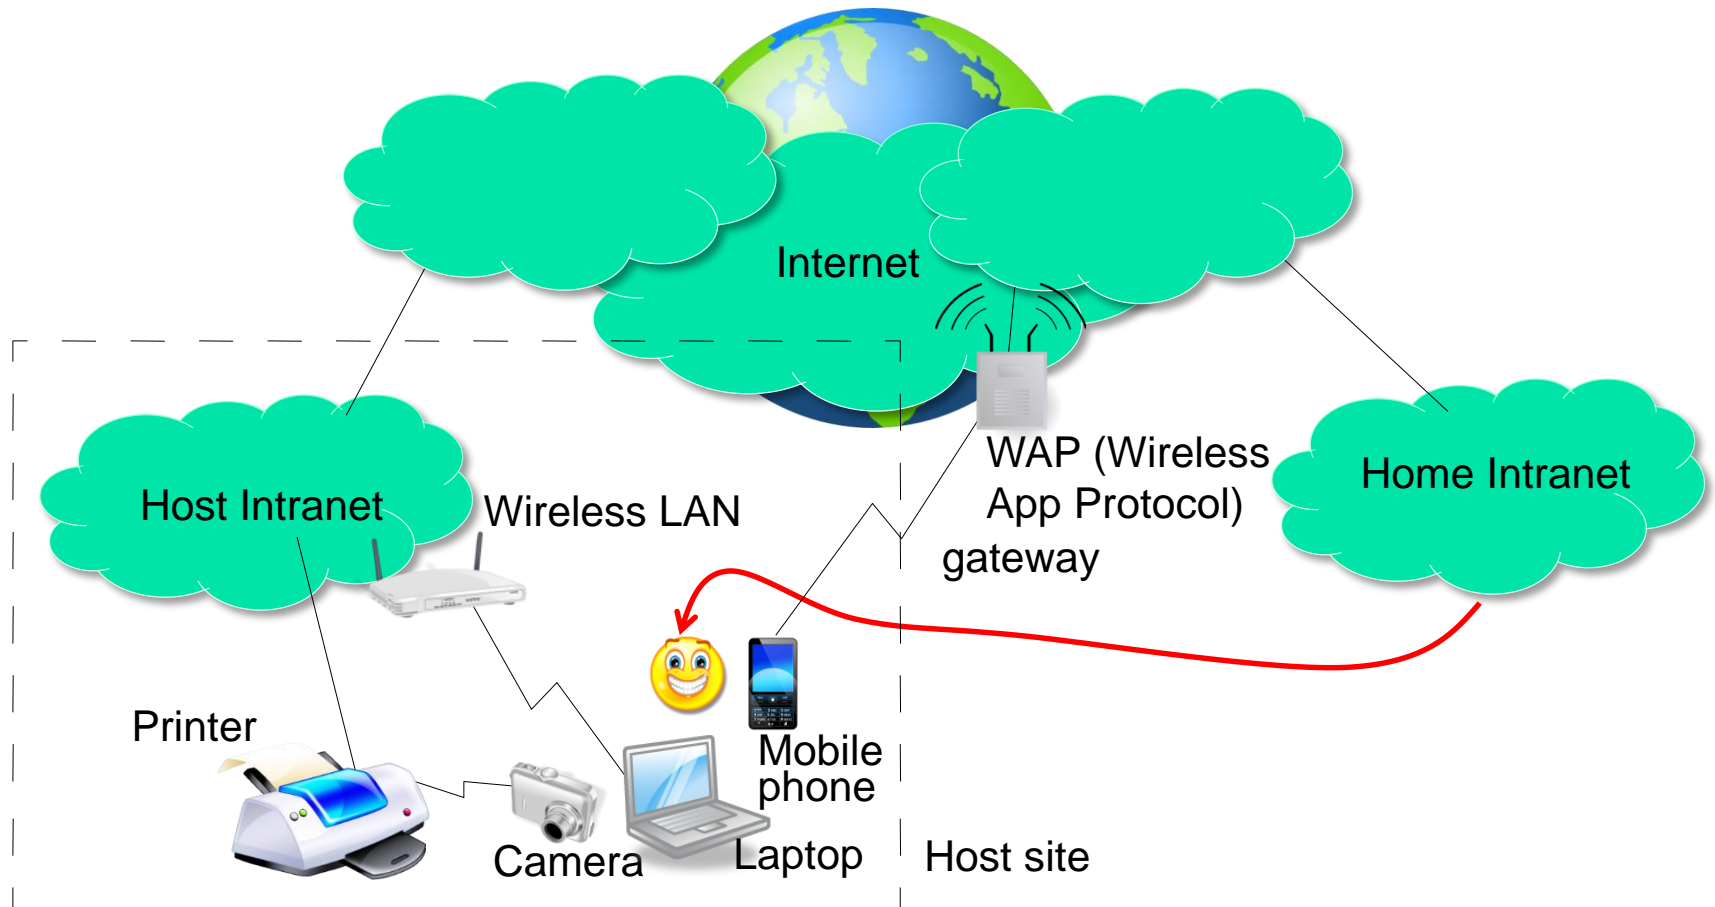 Internet
WAP (Wireless
App Protocol)
gateway
Home Intranet
Host Intranet
Wireless LAN
Printer
Mobile
phone
Camera
Laptop
Host site